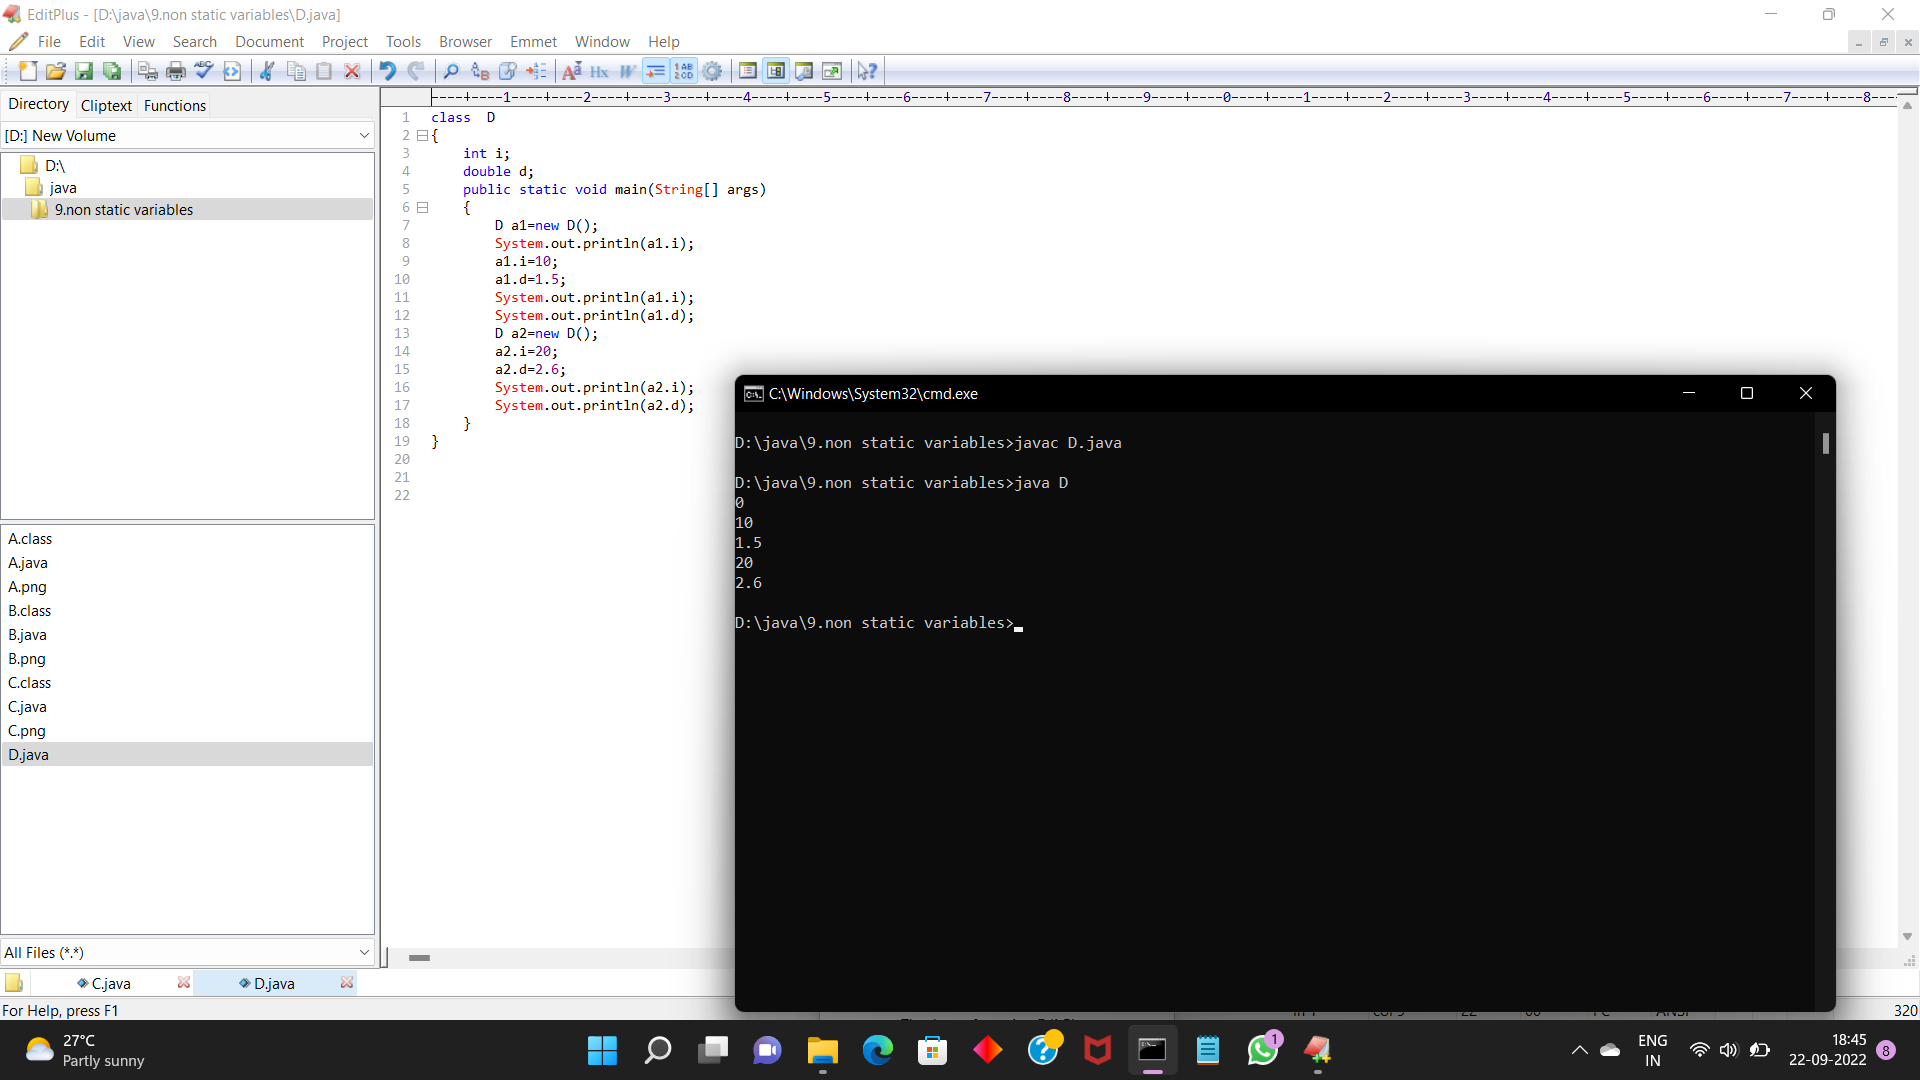 EditPlus - [D:\java\9.non static variables\D.java]
File Edit View Search Document Project Tools Browser Emmet Window Help
Directory Cliptext Functions
[D:] New Volume
D:\
java
9.non static variables
A.class
A.java
A.png
B.class
B.java
B.png
C.class
C.java
C.png
D.java
All Files (*.*)
----+----1----+----2----+----3----+----4----+----5----+----6----+----7----+----8----+----9----+----0----+----1----+----2----+----3----+----4----+----5----+----6----+----7----+----8---
1 class  D
2 {
3     int i;
4     double d;
5     public static void main(String[] args)
6     {
7         D a1=new D();
8         System.out.println(a1.i);
9         a1.i=10;
10         a1.d=1.5;
11         System.out.println(a1.i);
12         System.out.println(a1.d);
13         D a2=new D();
14         a2.i=20;
15         a2.d=2.6;
16         System.out.println(a2.i);
17         System.out.println(a2.d);
18     }
19 }
20
21
22
C:\Windows\System32\cmd.exe
D:\java\9.non static variables>javac D.java
D:\java\9.non static variables>java D
0
10
1.5
20
2.6
D:\java\9.non static variables>
C.java D.java
For Help, press F1
320
27°C
Partly sunny
1
ENG
IN
18:45
22-09-2022
8